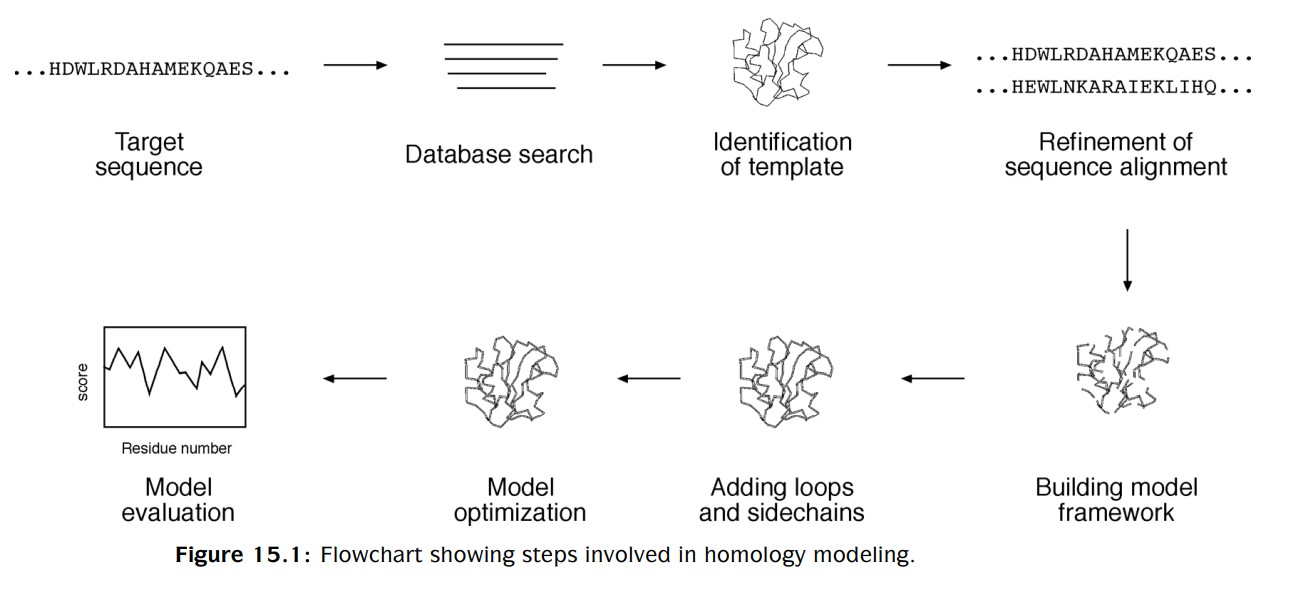 ...HDWLRDAHAMEKQAES...
Target
sequence
Database search
Identification
of template
...HDWLRDAHAMEKQAES...
...HEWLNKARAIEKLIHQ...
Refinement of
sequence alignment
score
Residue number
Model
evaluation
Model
optimization
Adding loops
and sidechains
Building model
framework
Figure 15.1: Flowchart showing steps involved in homology modeling.